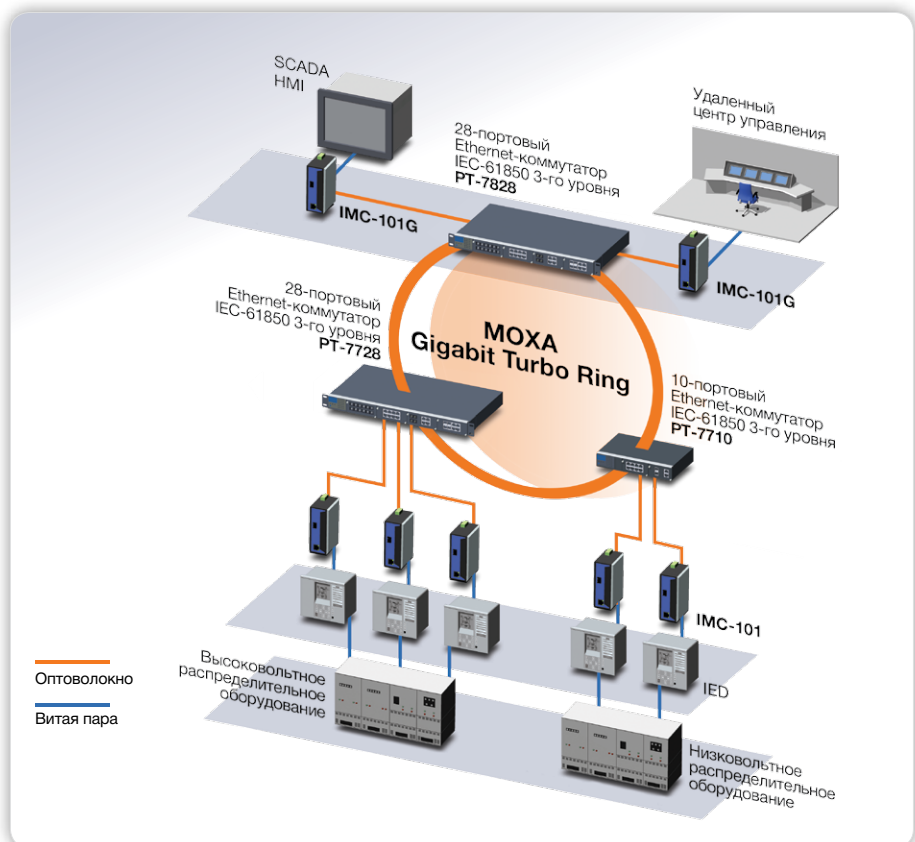 SCADA
HMI
Удаленный
центр управления
28-портовый
Ethernet-коммутатор
IEC-61850 3-го уровня
PT-7828
IMC-101G
IMC-101G
28-портовый
Ethernet-коммутатор
IEC-61850 3-го уровня
PT-7728
MOXA
Gigabit Turbo Ring
10-портовый
Ethernet-коммутатор
IEC-61850 3-го уровня
PT-7710
IMC-101
IED
Высоковольтное
распределительное
оборудование
Оптоволокно
Витая пара
Низковольтное
распределительное
оборудование